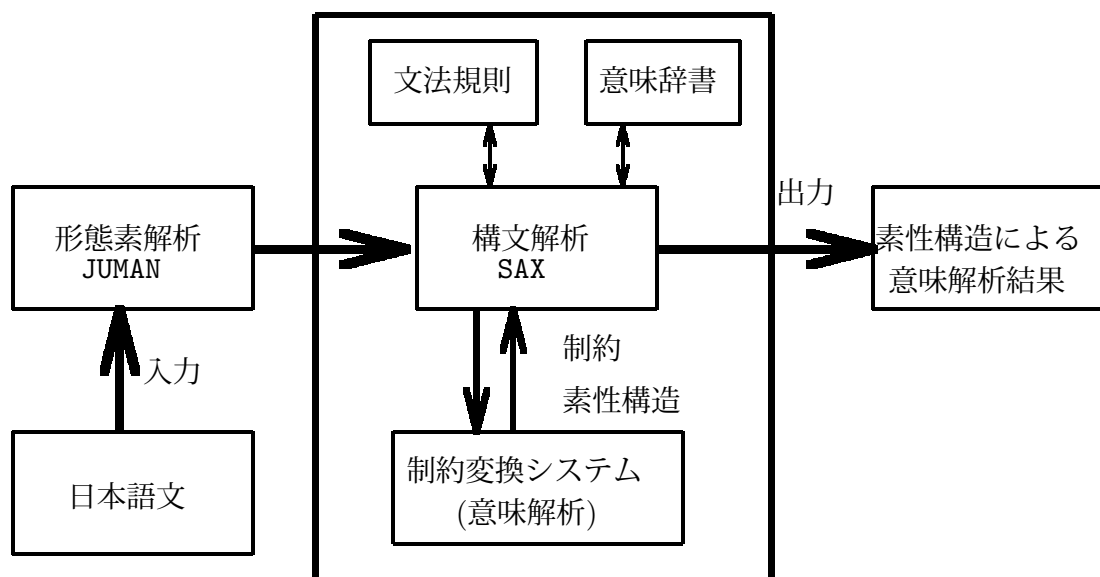 文法規則
意味辞書
形態素解析
JUMAN
構文解析
SAX
出力
素性構造による
意味解析結果
入力
制約
素性構造
日本語文
制約変換システム
(意味解析)